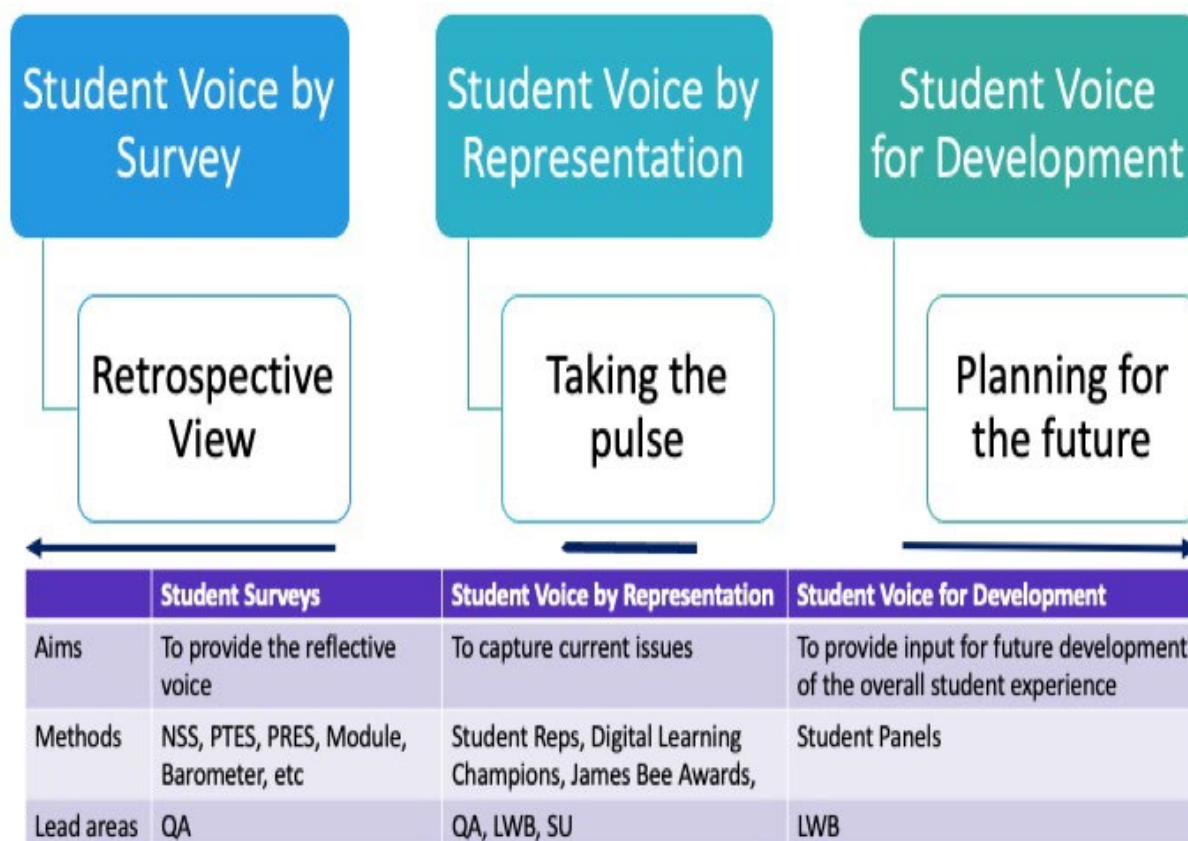 Student Voice by
Survey
Student Voice by
Representation
Student Voice
for Development
Retrospective
View
Taking the
pulse
Planning for
the future
Student Surveys Student Voice by Representation Student Voice for Development
Aims To provide the reflective To capture current issues To provide input for future development
voice of the overall student experience
Methods NSS, PTES, PRES, Module, Student Reps, Digital Learning Student Panels
Barometer, etc Champions, James Bee Awards,
Lead areas QA QA, LWB, SU LWB